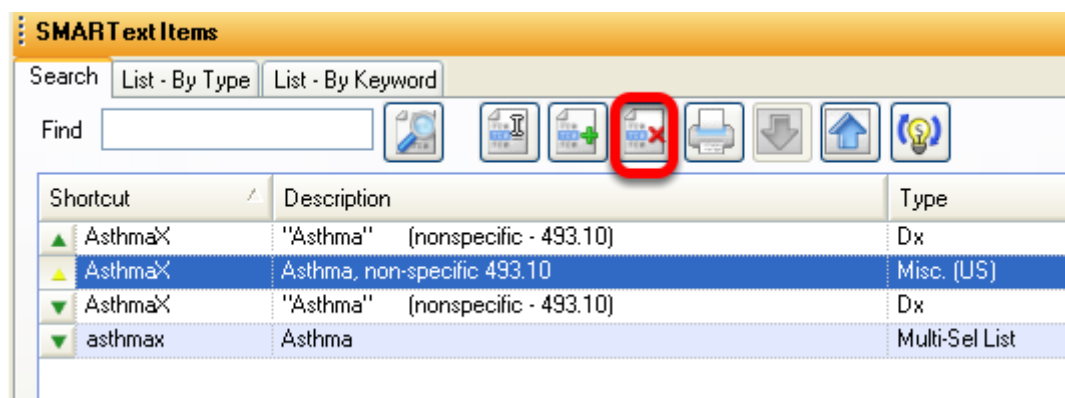 SMARText Items
Search List - By Type List - By Keyword
Find
Shortcut Description Type
AsthmaX "Asthma" (nonspecific - 493.10) Dx
AsthmaX Asthma, non-specific 493.10 Misc. (US)
AsthmaX "Asthma" (nonspecific - 493.10) Dx
asthmax Asthma Multi-Sel List